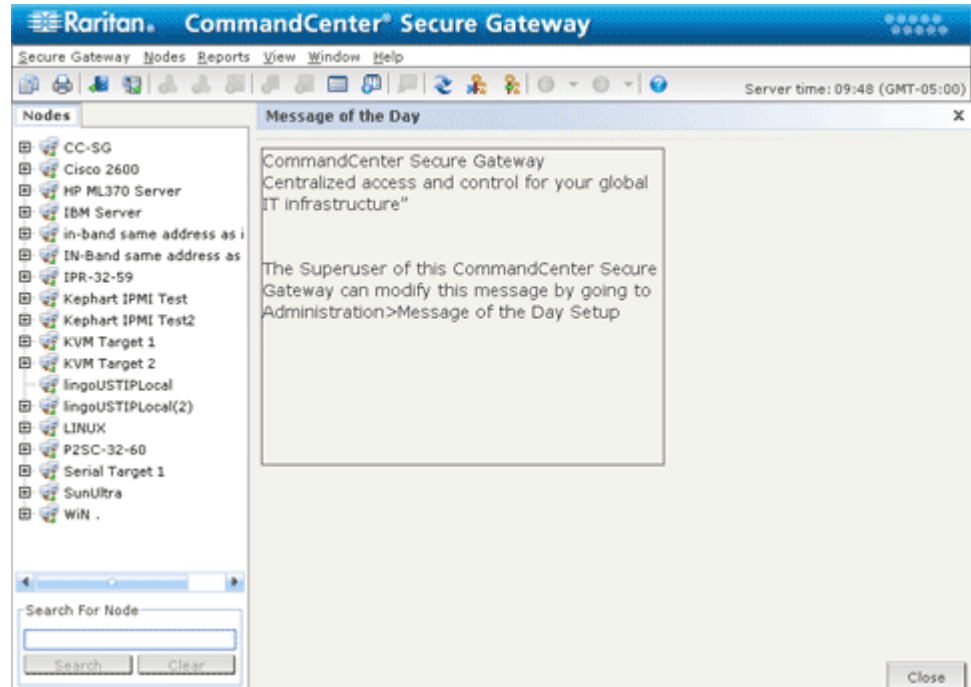 Raritan. CommandCenter® Secure Gateway
Secure Gateway Nodes Reports View Window Help
Server time: 09:48 (GMT-05:00)
Nodes
CC-SG
Cisco 2600
HP ML370 Server
IBM Server
in-band same address as i
IN-Band same address as
IPR-32-59
Kephart IPMI Test
Kephart IPMI Test2
KVM Target 1
KVM Target 2
lingoUSTIPLocal
lingoUSTIPLocal(2)
LINUX
P2SC-32-60
Serial Target 1
SunUltra
WiN .
Search For Node
Search Clear
Message of the Day x
CommandCenter Secure Gateway
Centralized access and control for your global
IT infrastructure"
The Superuser of this CommandCenter Secure
Gateway can modify this message by going to
Administration>Message of the Day Setup
Close